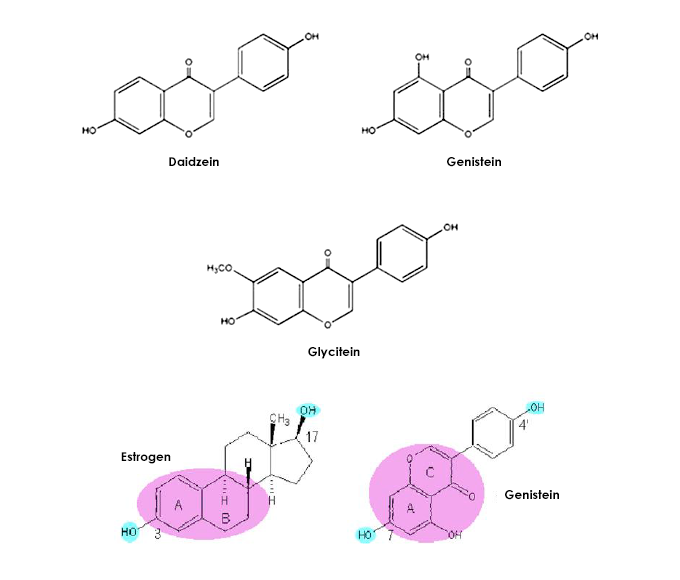 OH
O
HO
O
Daidzein
OH
OH
O
HO
O
Genistein
OH
O
H₃CO
HO
O
Glycitein
OH
CH₃
17
Estrogen
H
A
H
H
B
HO
3
OH
4'
O
C
O
Genistein
A
HO
7
OH